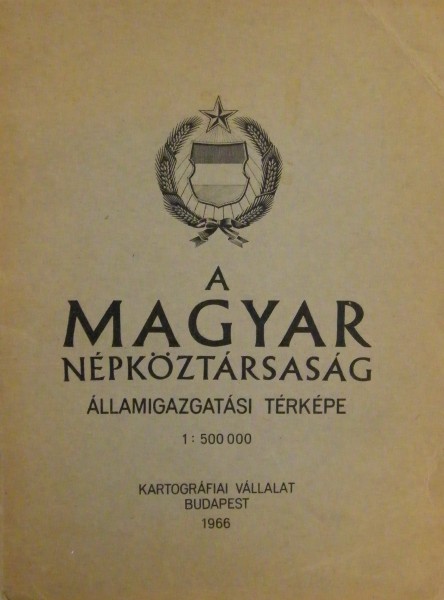 A
MAGYAR
NÉPKÖZTÁRSASÁG
ÁLLAMIGAZGATÁSI TÉRKÉPE
1: 500 000
KARTOGRÁFIAI VÁLLALAT
BUDAPEST
1966